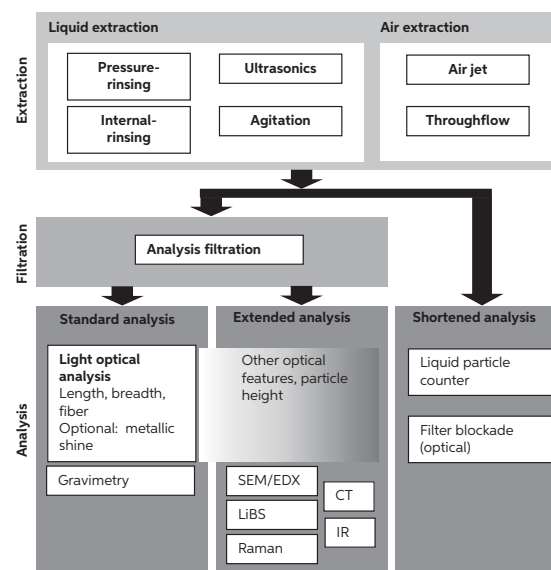 Extraction
Liquid extraction
Pressure-
rinsing
Ultrasonics
Internal-
rinsing
Agitation
Air extraction
Air jet
Throughflow
Filtration
Analysis filtration
Analysis
Standard analysis
Light optical
analysis
Length, breadth,
fiber
Optional: metallic
shine
Gravimetry
Extended analysis
Other optical
features, particle
height
SEM/EDX
LiBS
Raman
CT
IR
Shortened analysis
Liquid particle
counter
Filter blockade
(optical)